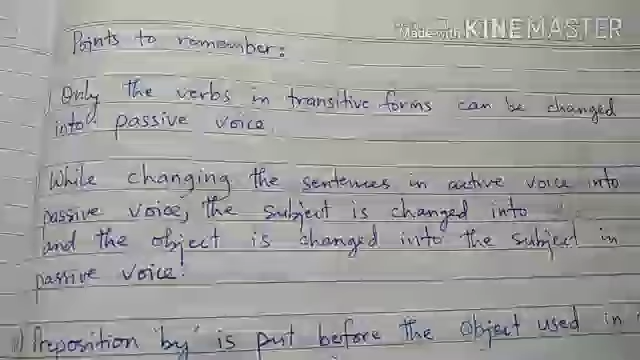 Made with KINEMASTER
Points to remember:
Only the verbs in transitive forms can be changed
into passive voice.
While changing the sentences in active voice into
passive voice, the subject is changed into
and the object is changed into the subject in
passive voice.
ii) Preposition 'by' is put before the object used in